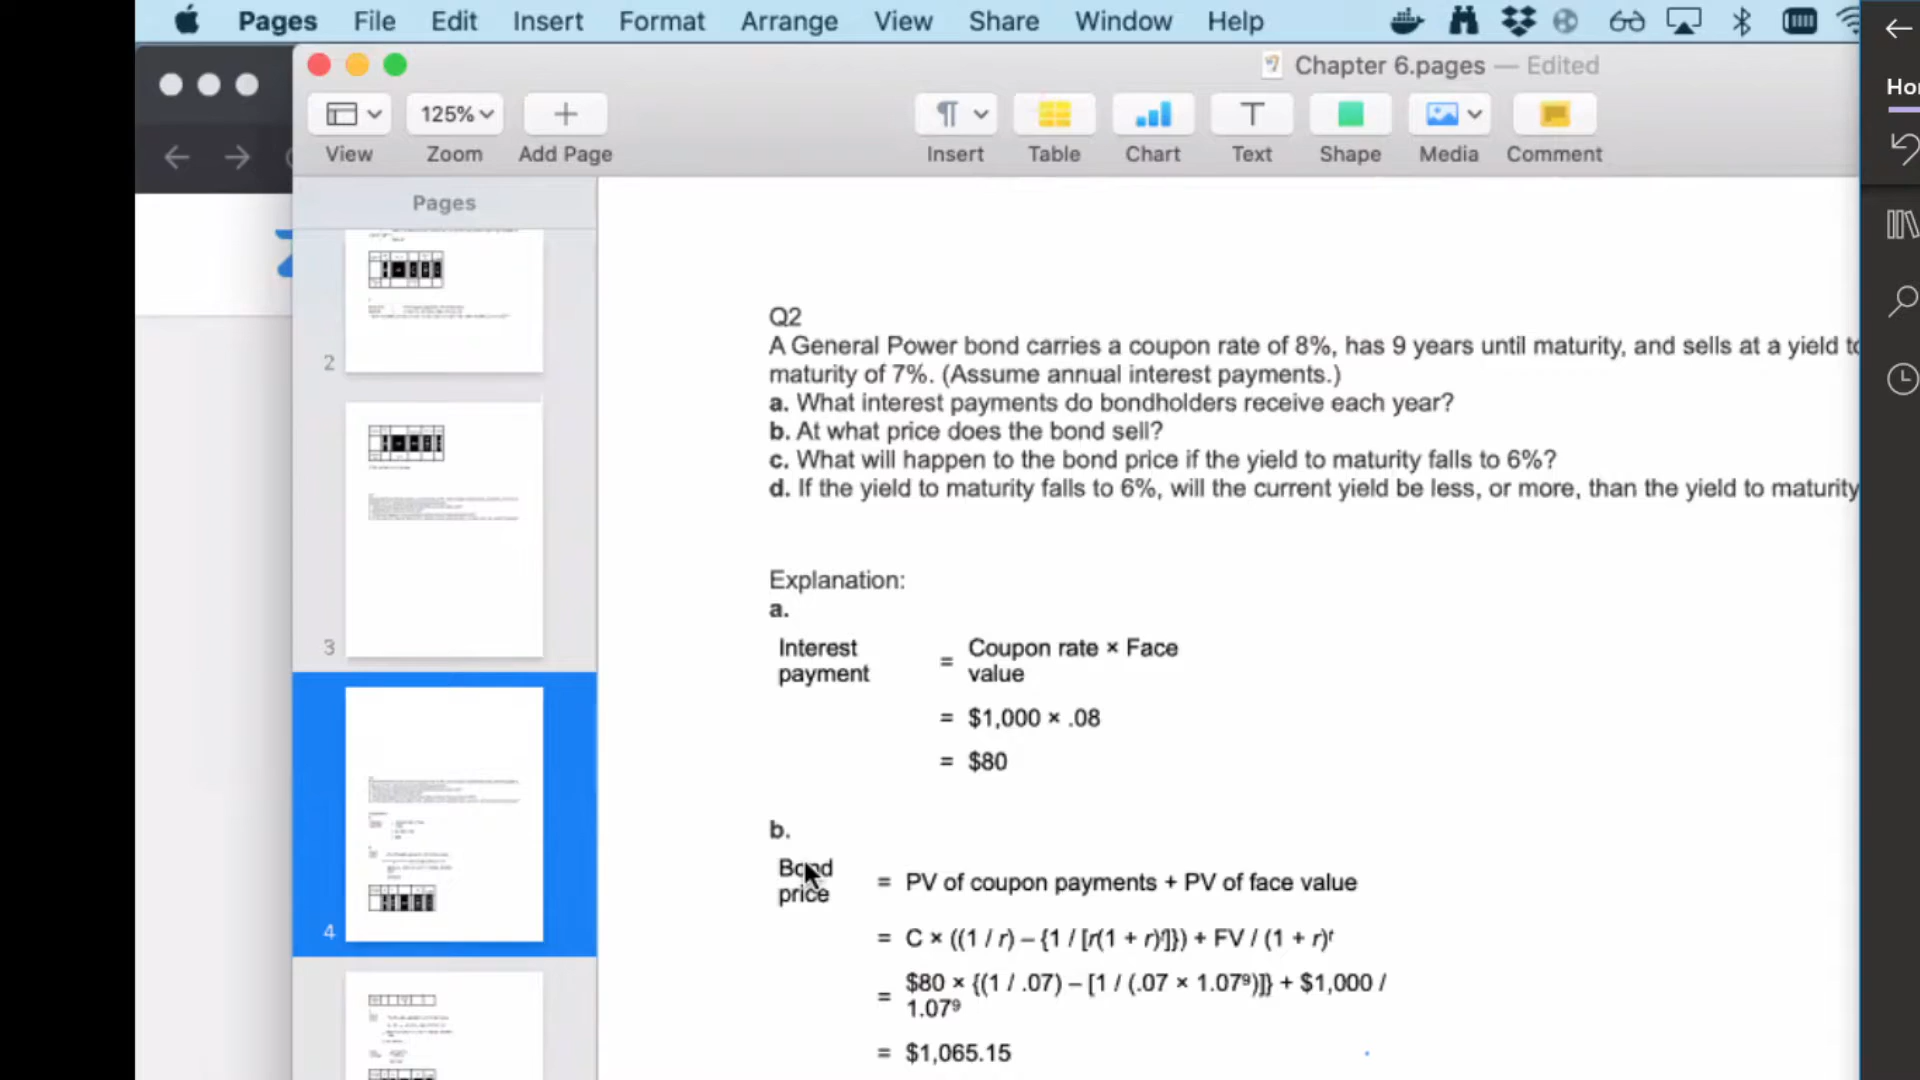 Pages File Edit Insert Format Arrange View Share Window Help
Chapter 6.pages — Edited
125%
View Zoom Add Page Insert Table Chart Text Shape Media Comment
Pages
2
3
4
Q2
A General Power bond carries a coupon rate of 8%, has 9 years until maturity, and sells at a yield to
maturity of 7%. (Assume annual interest payments.)
a. What interest payments do bondholders receive each year?
b. At what price does the bond sell?
c. What will happen to the bond price if the yield to maturity falls to 6%?
d. If the yield to maturity falls to 6%, will the current yield be less, or more, than the yield to maturity
Explanation:
a.
Interest payment = Coupon rate × Face value
= $1,000 × .08
= $80
b.
Bond price = PV of coupon payments + PV of face value
= C × ((1 / r) – {1 / [r(1 + r)ᵗ]}) + FV / (1 + r)ᵗ
= $80 × {(1 / .07) – [1 / (.07 × 1.07⁹)]} + $1,000 / 1.07⁹
= $1,065.15